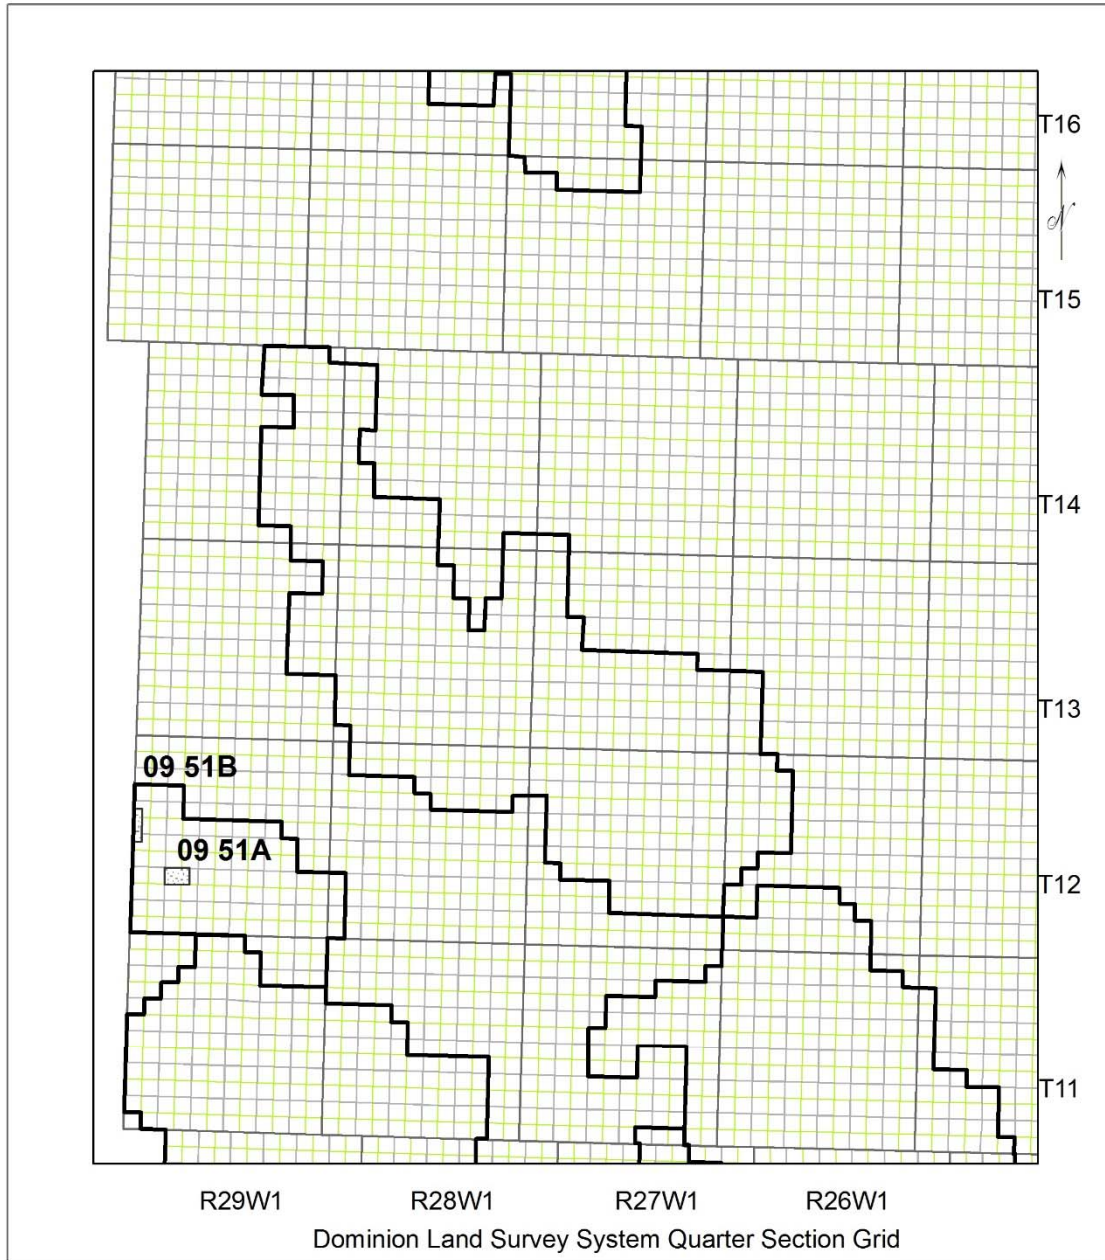 T16
N
T15
T14
T13
09 51B
09 51A
T12
T11
R29W1 R28W1 R27W1 R26W1
Dominion Land Survey System Quarter Section Grid